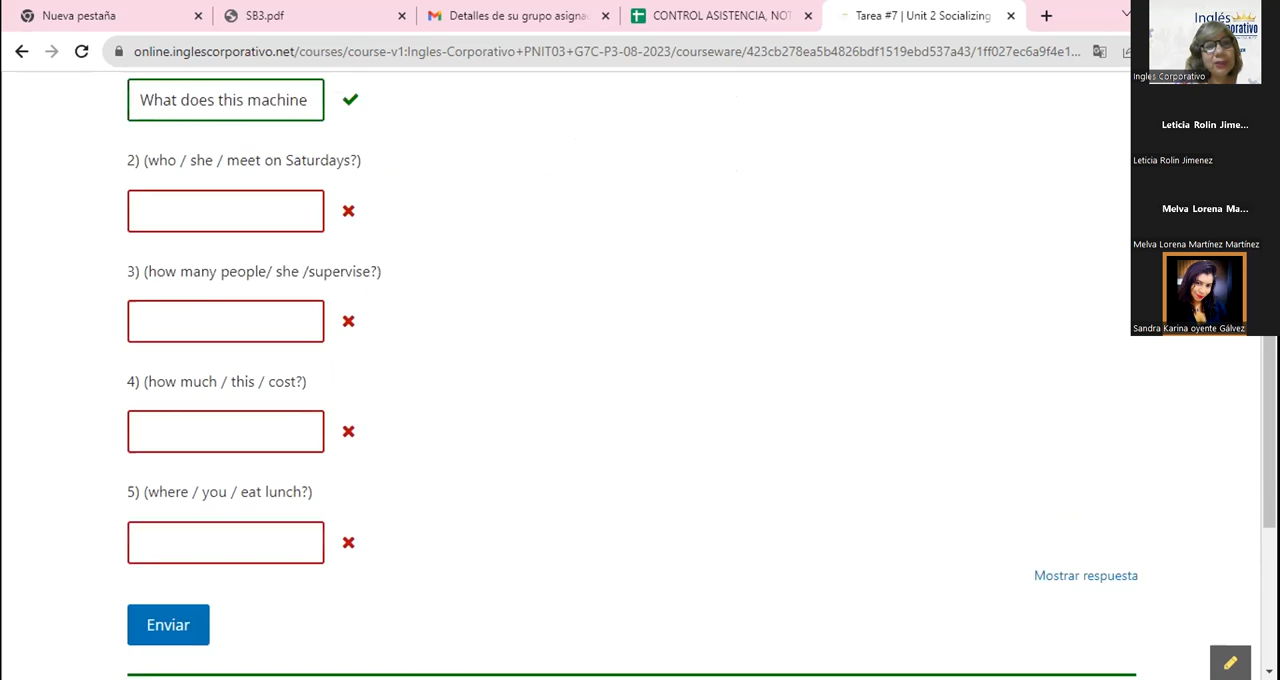 Nueva pestaña
SB3.pdf
Detalles de su grupo asigna
CONTROL ASISTENCIA, NOT
Tarea #7 | Unit 2 Socializing
online.inglescorporativo.net/courses/course-v1:Ingles-Corporativo+PNIT03+G7C-P3-08-2023/courseware/423cb278ea5b4826bdf1519ebd537a43/1ff027ec6a9f4e1...
What does this machine
2) (who / she / meet on Saturdays?)
3) (how many people/ she /supervise?)
4) (how much / this / cost?)
5) (where / you / eat lunch?)
Mostrar respuesta
Enviar
Inglés
Ingles Corporativo
Leticia Rolin Jime...
Leticia Rolin Jimenez
Melva Lorena Ma...
Melva Lorena Martínez Martínez
Sandra Karina oyente Gálvez